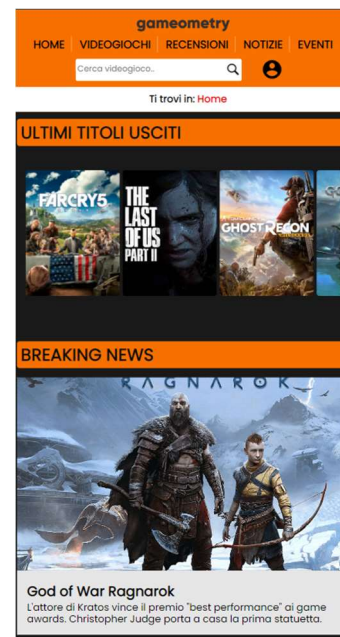 gameometry
HOME VIDEOGIOCHI RECENSIONI NOTIZIE EVENTI
Cerca videogioco..
Ti trovi in: Home
ULTIMI TITOLI USCITI
FARCRY5
THE
LAST
OF US
PART II
GHOST RECON
BREAKING NEWS
RAGNAROK
God of War Ragnarok
L'attore di Kratos vince il premio "best performance" ai game
awards. Christopher Judge porta a casa la prima statuetta.